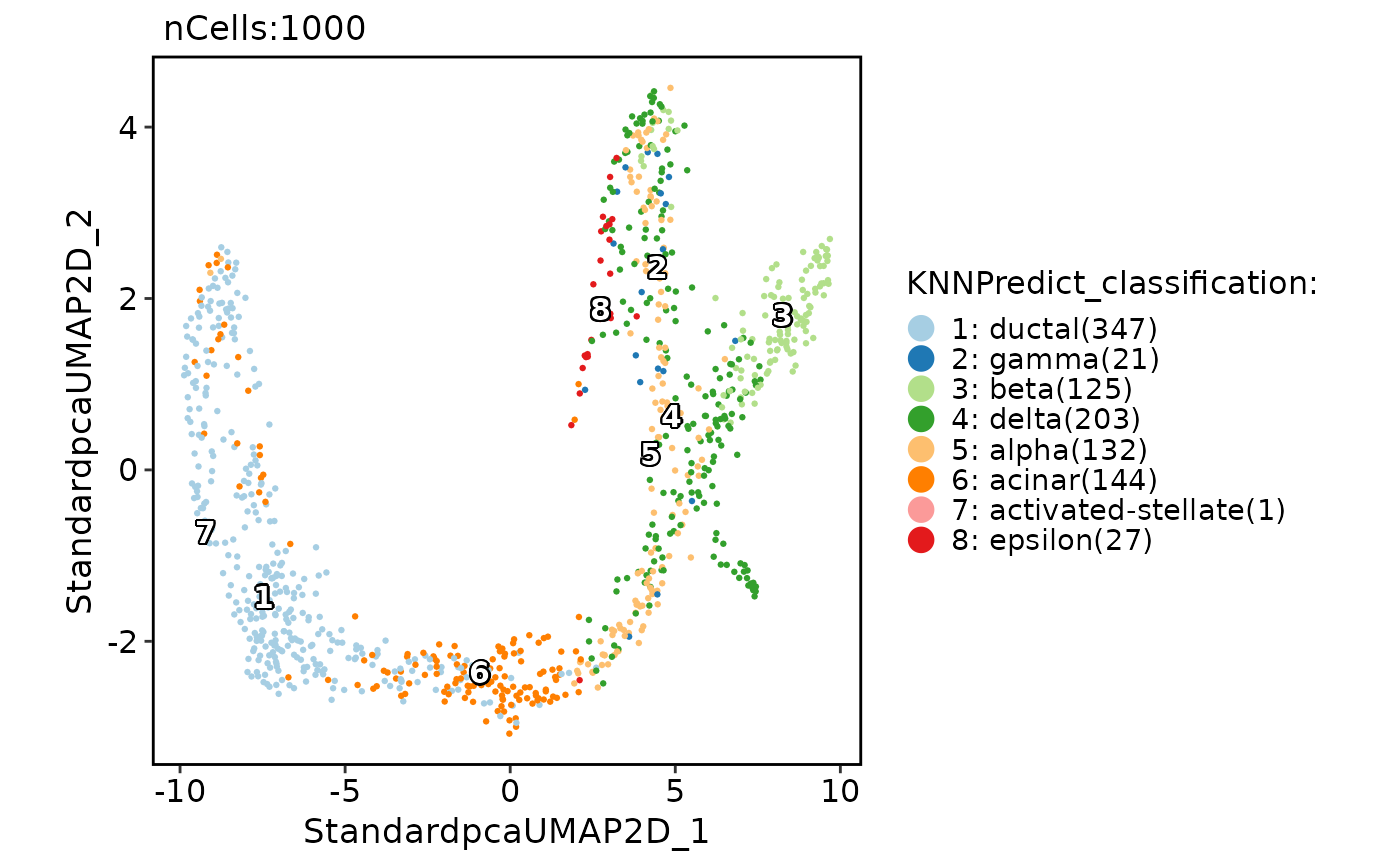 nCells:1000
StandardpcaUMAP2D_2
4
2
0
-2
-10
-5
0
5
10
StandardpcaUMAP2D_1
2
8
3
4
5
7
1
6
KNNPredict_classification:
1: ductal(347)
2: gamma(21)
3: beta(125)
4: delta(203)
5: alpha(132)
6: acinar(144)
7: activated-stellate(1)
8: epsilon(27)